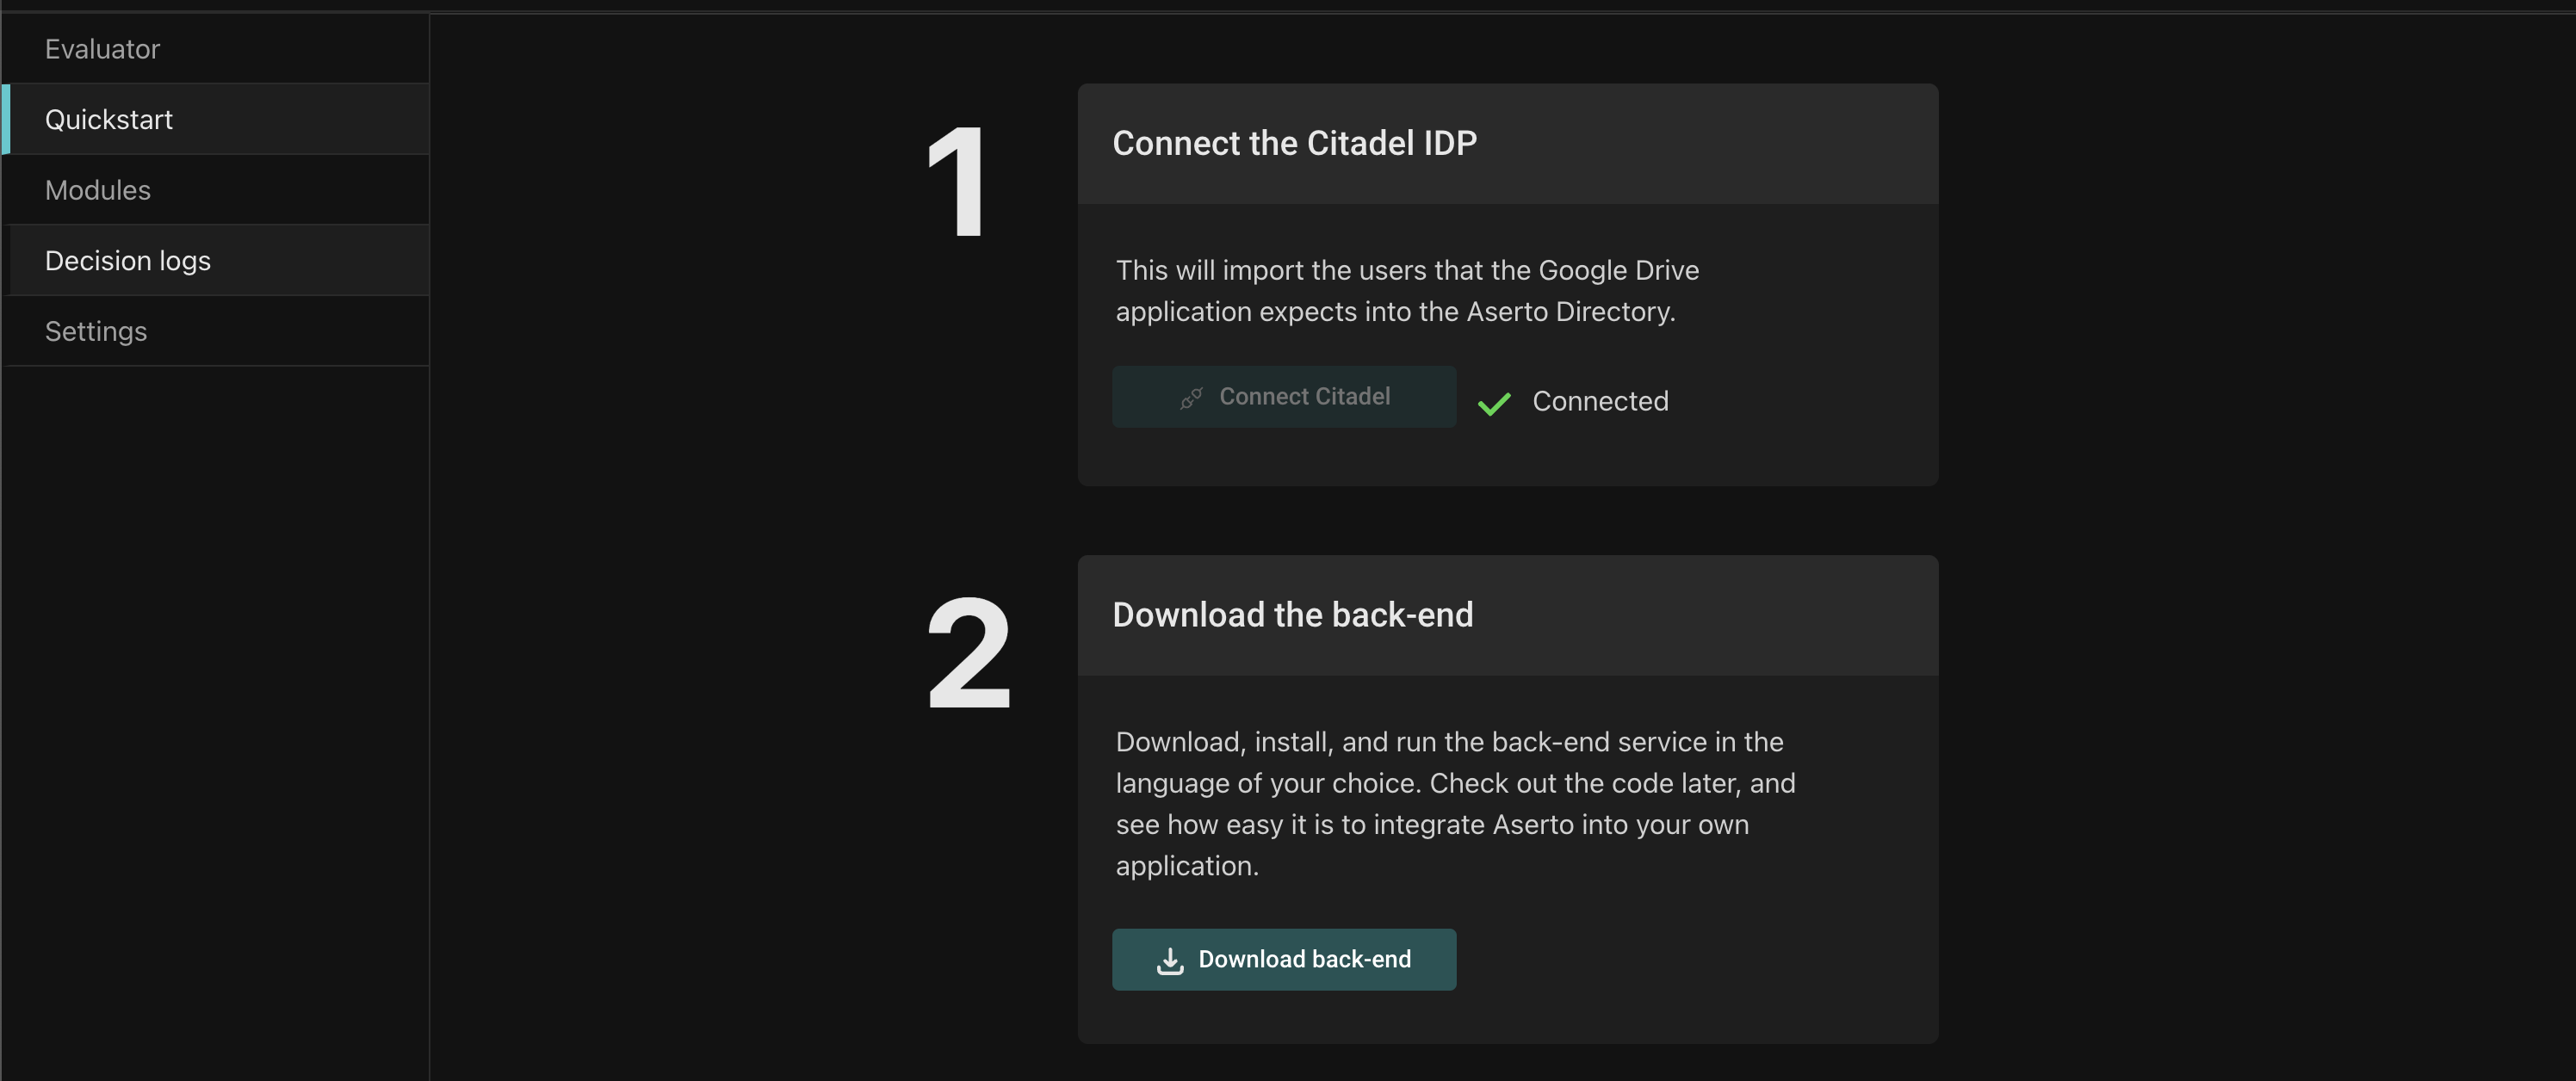 Evaluator
Quickstart
Modules
Decision logs
Settings
1
Connect the Citadel IDP
This will import the users that the Google Drive
application expects into the Aserto Directory.
Connect Citadel
Connected
2
Download the back-end
Download, install, and run the back-end service in the
language of your choice. Check out the code later, and
see how easy it is to integrate Aserto into your own
application.
Download back-end